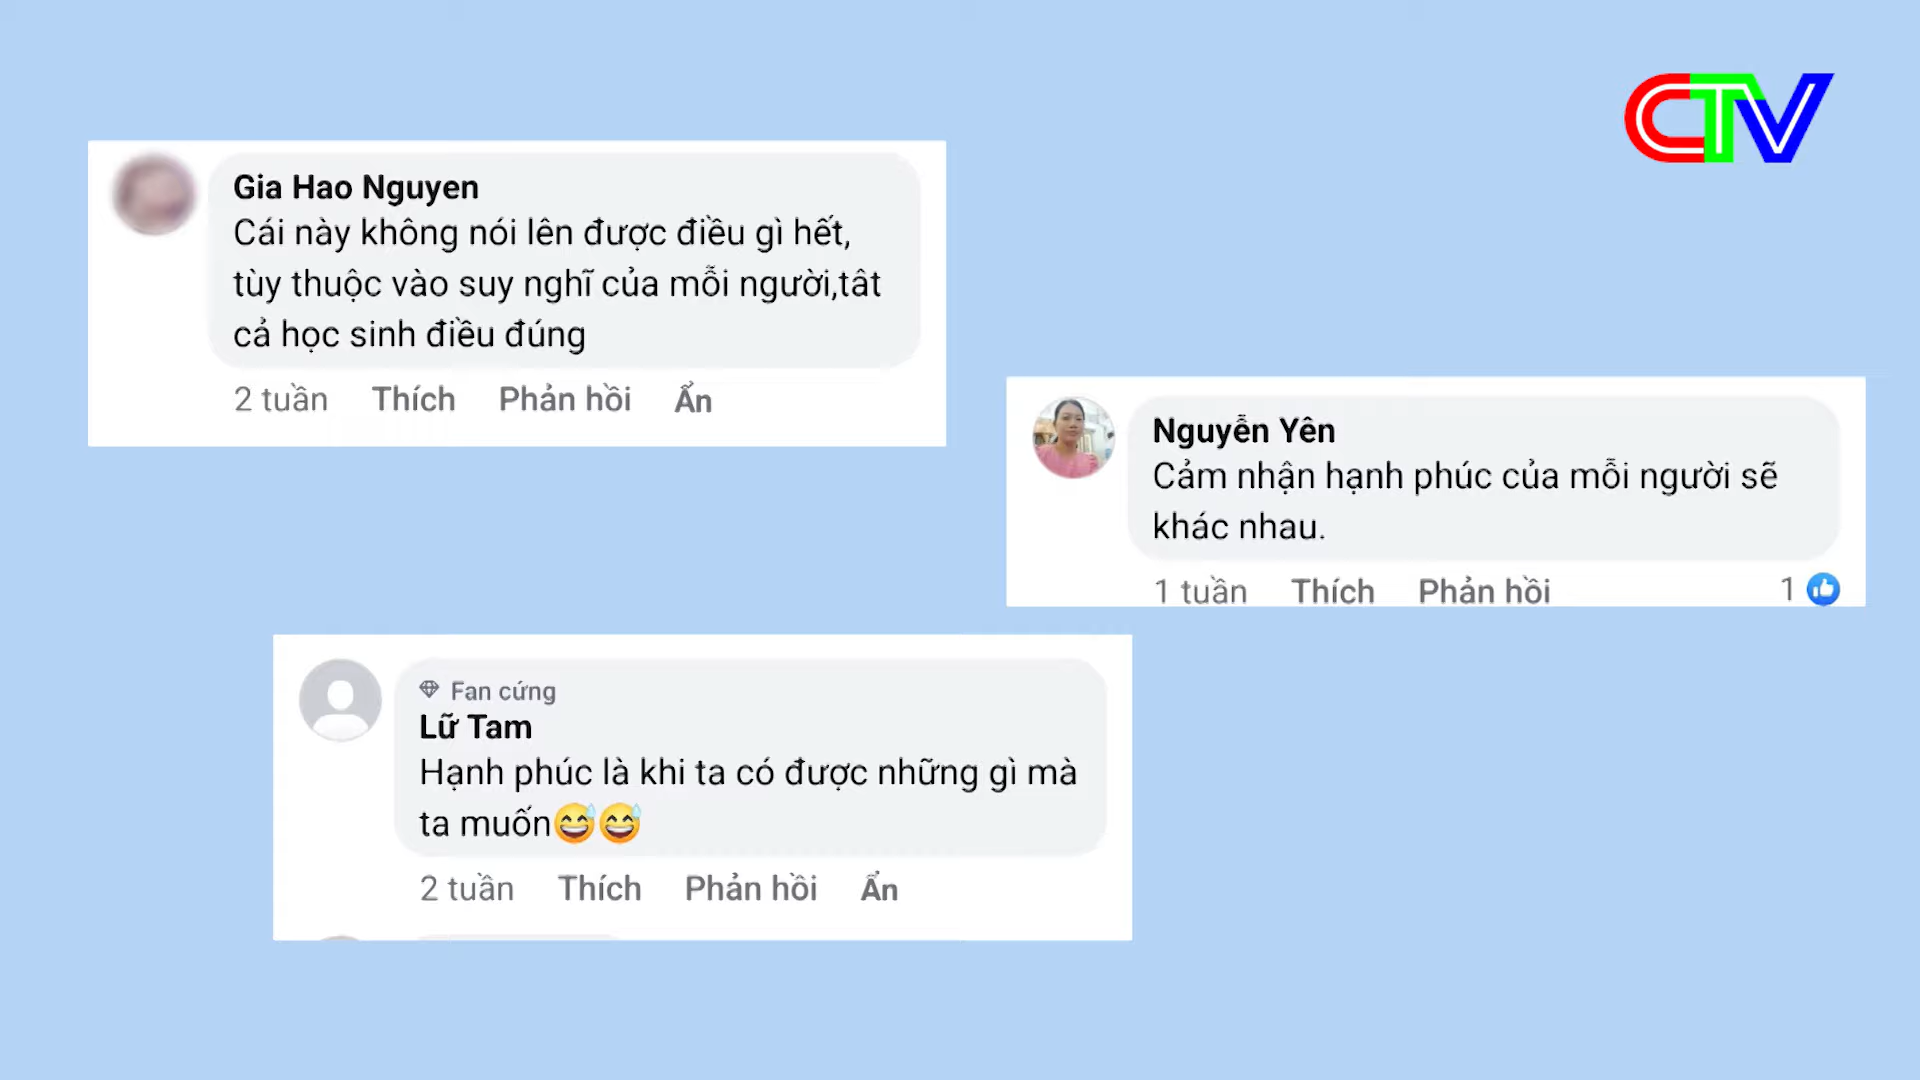 CTV
Gia Hao Nguyen
Cái này không nói lên được điều gì hết,
tùy thuộc vào suy nghĩ của mỗi người,tât
cả học sinh điều đúng
2 tuần Thích Phản hồi Ẩn
Nguyễn Yên
Cảm nhận hạnh phúc của mỗi người sẽ
khác nhau.
1 tuần Thích Phản hồi 1
Fan cứng
Lữ Tam
Hạnh phúc là khi ta có được những gì mà
ta muốn😅😅
2 tuần Thích Phản hồi Ẩn